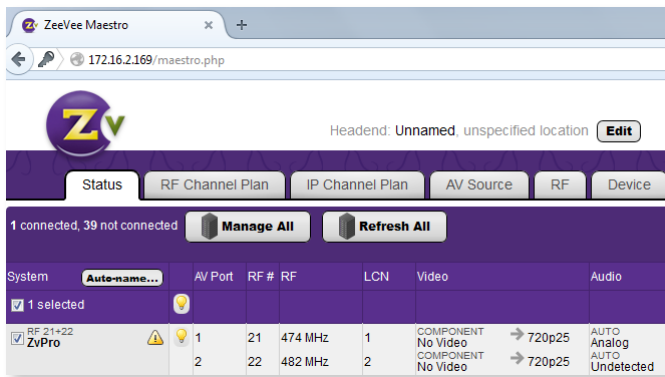 ZeeVee Maestro
172.16.2.169/maestro.php
Zv
Headend: Unnamed, unspecified location Edit
Status RF Channel Plan IP Channel Plan AV Source RF Device
1 connected, 39 not connected Manage All Refresh All
System Auto-name... AV Port RF # RF LCN Video Audio
1 selected
RF 21+22 COMPONENT AUTO
ZvPro 1 21 474 MHz 1 No Video → 720p25 Analog
COMPONENT AUTO
2 22 482 MHz 2 No Video → 720p25 Undetected